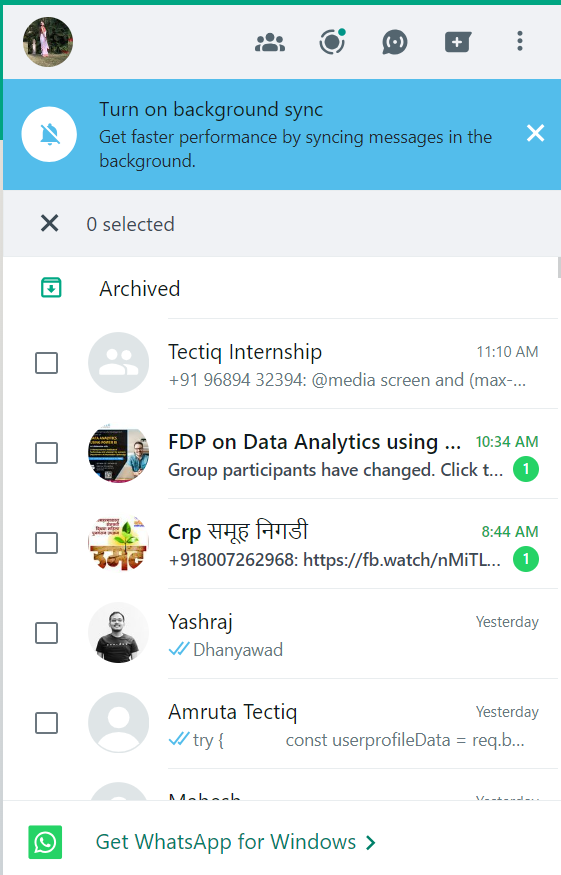 Turn on background sync
Get faster performance by syncing messages in the
background.
0 selected
Archived
Tectiq Internship 11:10 AM
+91 96894 32394: @media screen and (max-...
FDP on Data Analytics using ... 10:34 AM
Group participants have changed. Click t... 1
Crp समूह निगडी 8:44 AM
+918007262968: https://fb.watch/nMiTL... 1
Yashraj Yesterday
Dhanyawad
Amruta Tectiq Yesterday
try { const userprofileData = req.b...
Mahesh Yesterday
Get WhatsApp for Windows